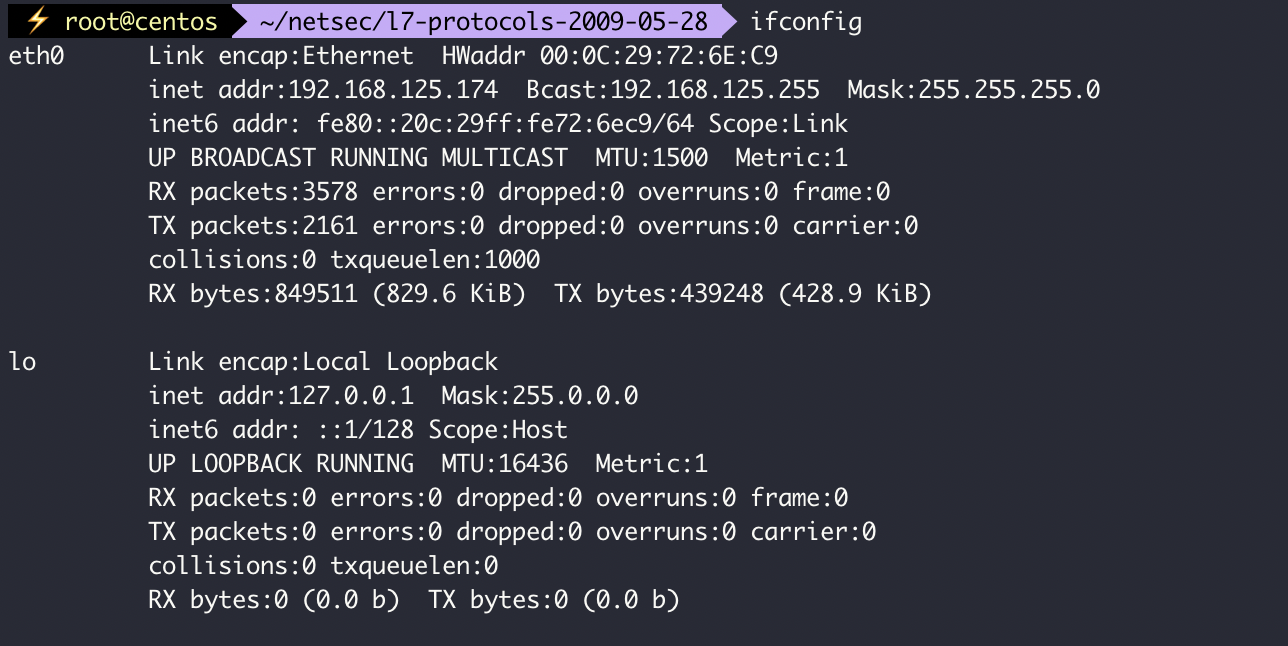 ⚡ root@centos ~/netsec/l7-protocols-2009-05-28 ifconfig
eth0      Link encap:Ethernet  HWaddr 00:0C:29:72:6E:C9
          inet addr:192.168.125.174  Bcast:192.168.125.255  Mask:255.255.255.0
          inet6 addr: fe80::20c:29ff:fe72:6ec9/64 Scope:Link
          UP BROADCAST RUNNING MULTICAST  MTU:1500  Metric:1
          RX packets:3578 errors:0 dropped:0 overruns:0 frame:0
          TX packets:2161 errors:0 dropped:0 overruns:0 carrier:0
          collisions:0 txqueuelen:1000
          RX bytes:849511 (829.6 KiB)  TX bytes:439248 (428.9 KiB)

lo        Link encap:Local Loopback
          inet addr:127.0.0.1  Mask:255.0.0.0
          inet6 addr: ::1/128 Scope:Host
          UP LOOPBACK RUNNING  MTU:16436  Metric:1
          RX packets:0 errors:0 dropped:0 overruns:0 frame:0
          TX packets:0 errors:0 dropped:0 overruns:0 carrier:0
          collisions:0 txqueuelen:0
          RX bytes:0 (0.0 b)  TX bytes:0 (0.0 b)